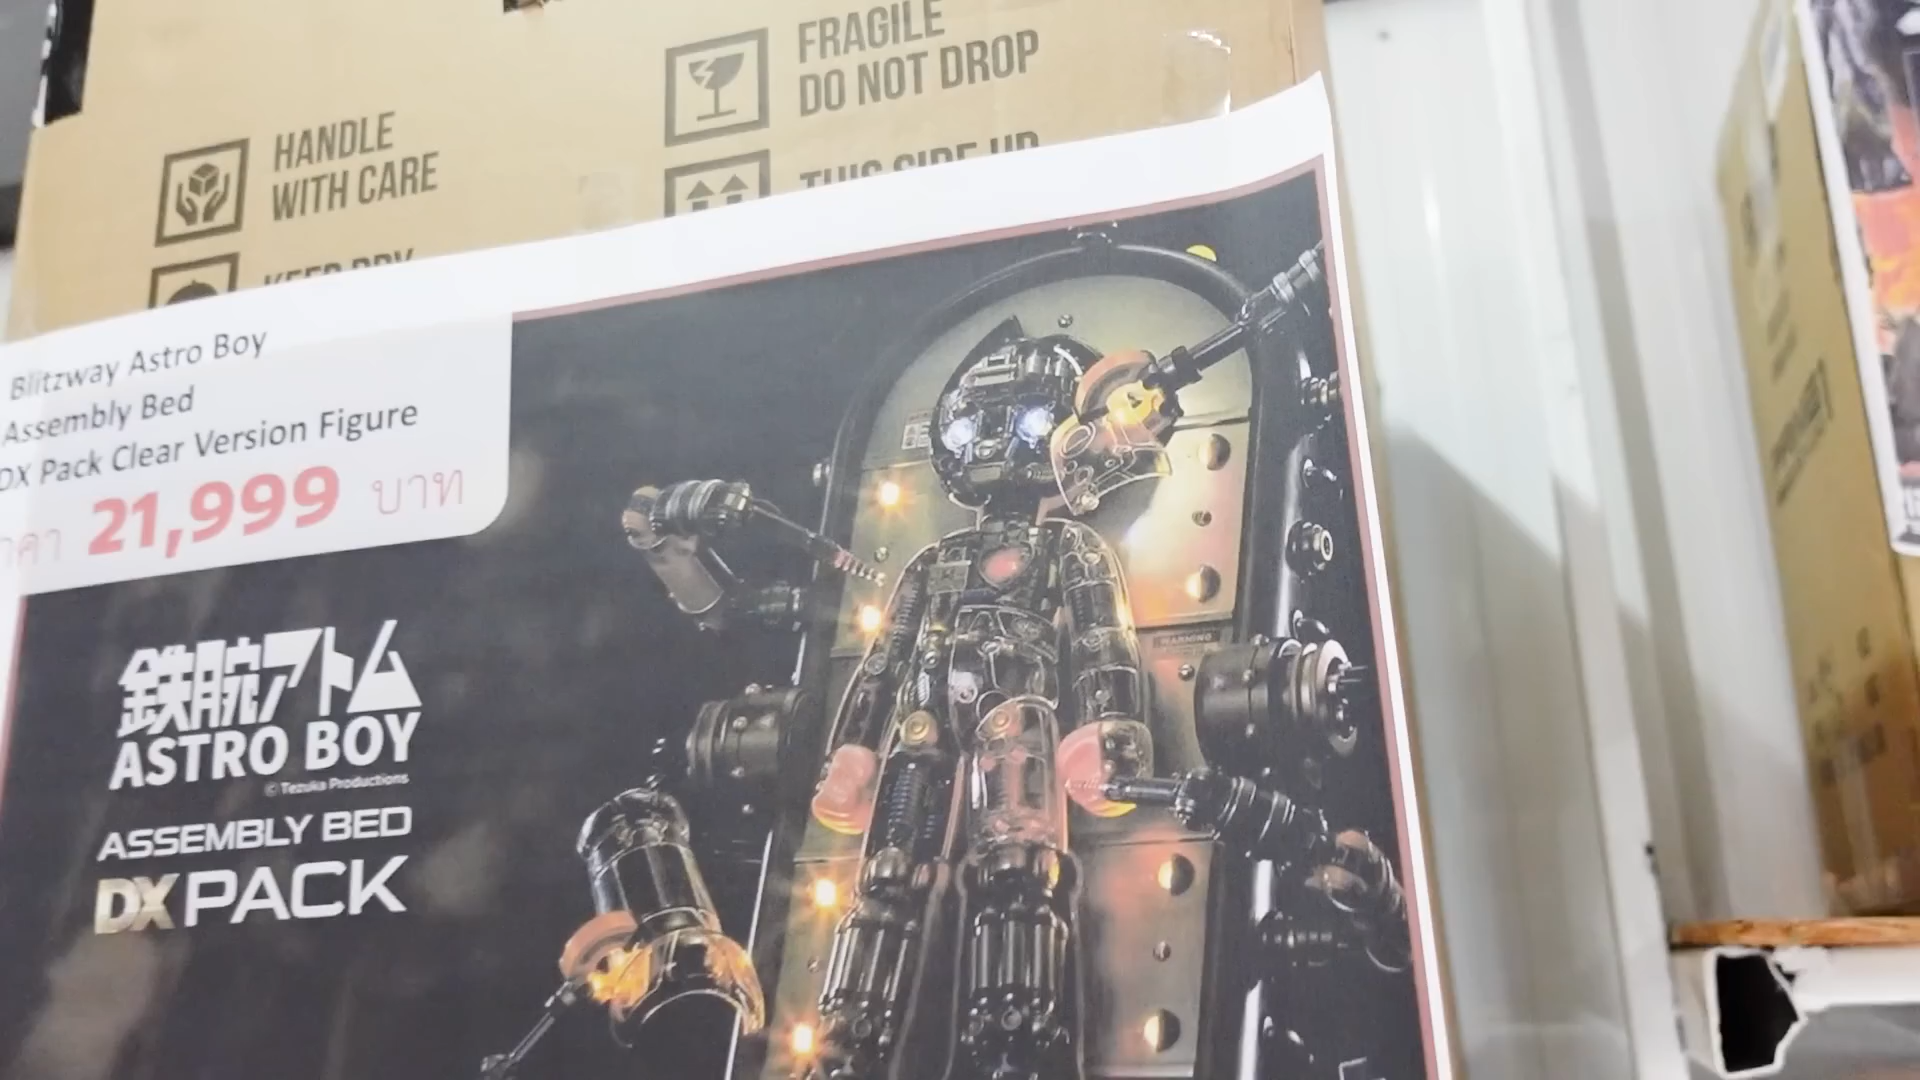 FRAGILE
DO NOT DROP
HANDLE
WITH CARE
THIS SIDE UP
KEEP DRY
Blitzway Astro Boy
Assembly Bed
DX Pack Clear Version Figure
ราคา 21,999 บาท
鉄腕アトム
ASTRO BOY
© Tezuka Productions
ASSEMBLY BED
DX PACK
WARNING